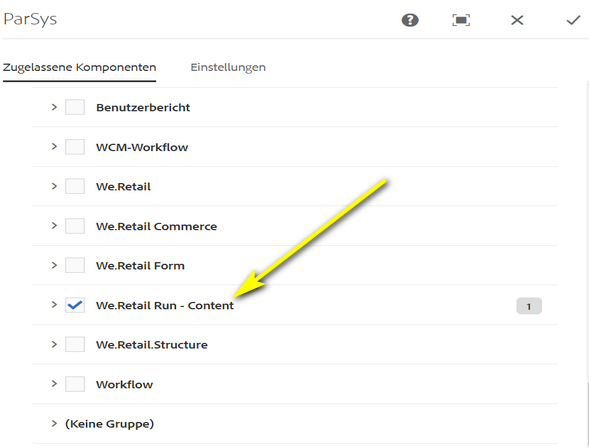 ParSys
Zugelassene Komponenten Einstellungen
Benutzerbericht
WCM-Workflow
We.Retail
We.Retail Commerce
We.Retail Form
We.Retail Run - Content 1
We.Retail.Structure
Workflow
(Keine Gruppe)